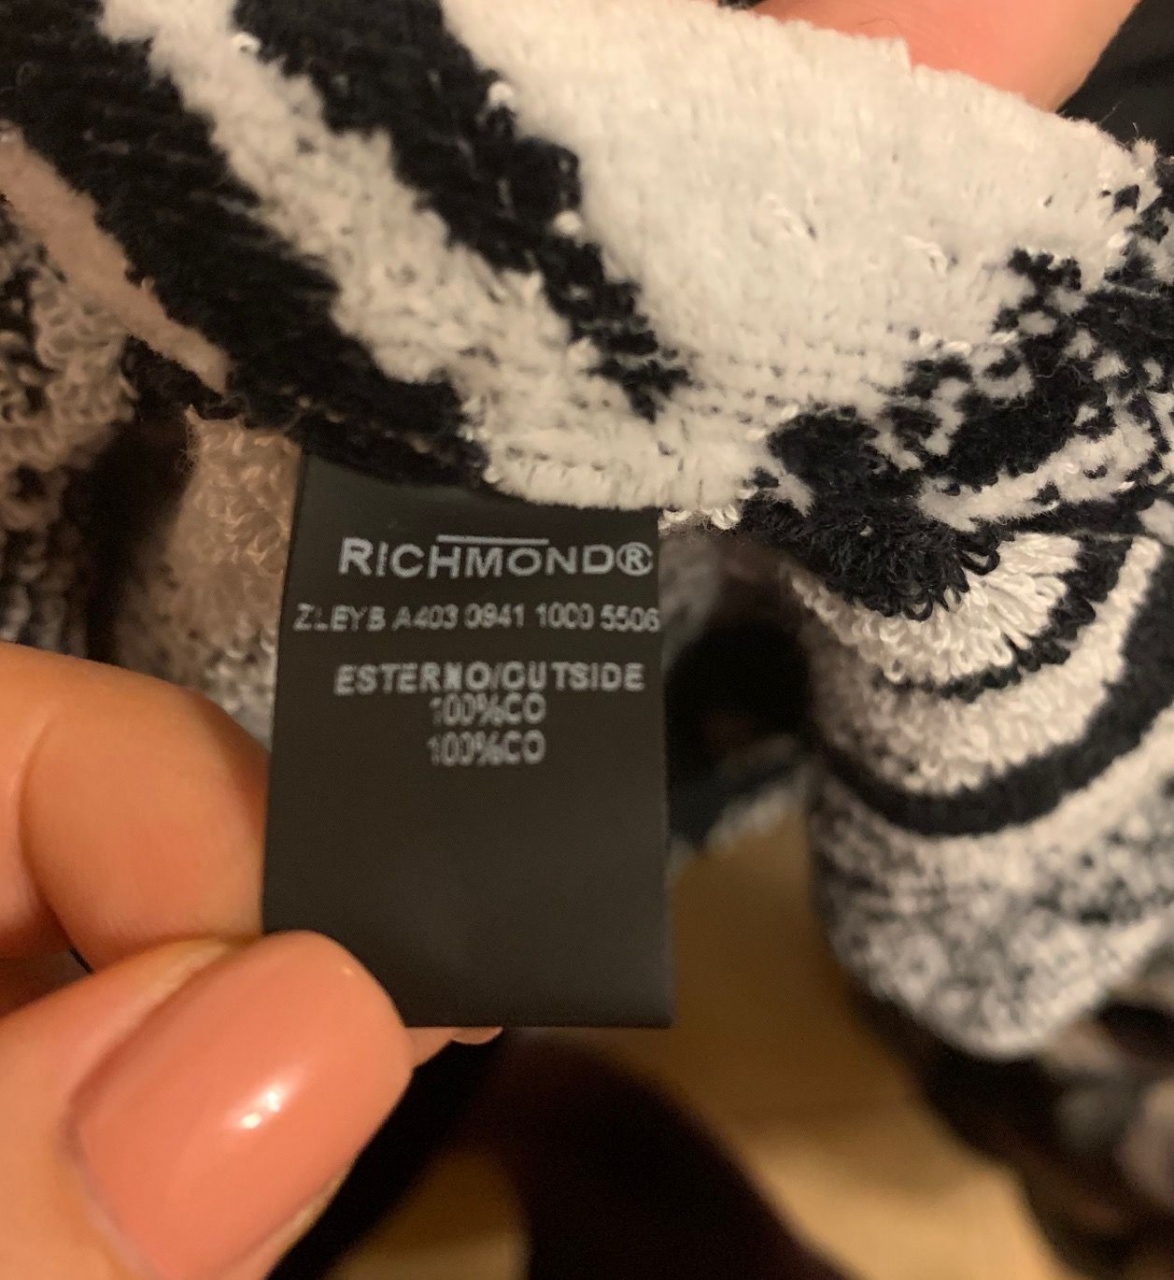 RICHMOND®
ZLEYB A403 0941 1000 5506
ESTERNO/OUTSIDE
100%CO
100%CO